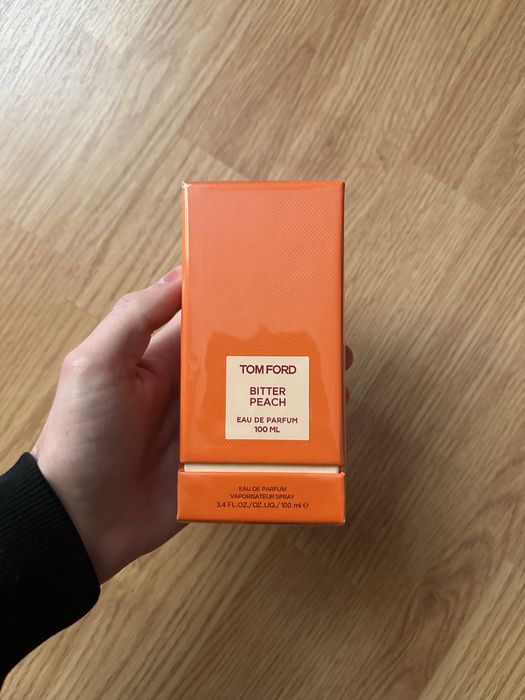 TOM FORD
BITTER
PEACH
EAU DE PARFUM
100 ML
EAU DE PARFUM
VAPORISATEUR SPRAY
3.4 FL.OZ./OZ.LIQ./ 100 ml ℮